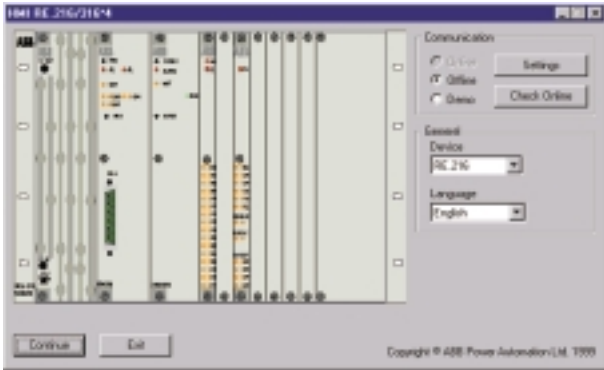 HMI RE.216/316*4
Communication
Online
Offline
Demo
Settings
Check Online
General
Device
RE.216
Language
English
Continue
Exit
Copyright © ABB Power Automation Ltd. 1999